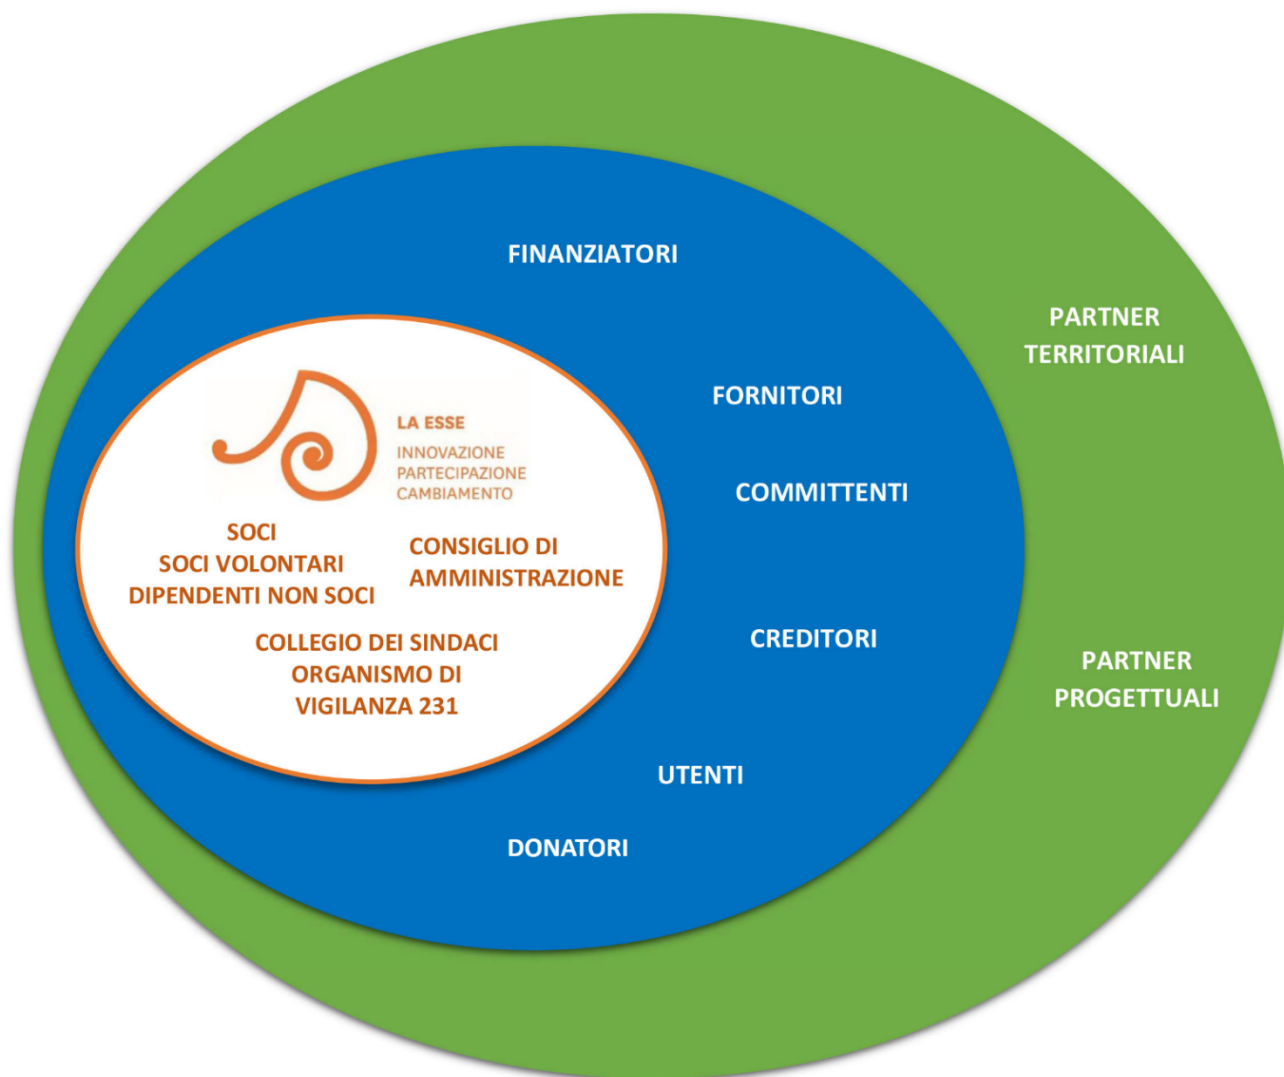 FINANZIATORI
PARTNER
TERRITORIALI
FORNITORI
LA ESSE
INNOVAZIONE
PARTECIPAZIONE
CAMBIAMENTO
COMMITTENTI
SOCI
SOCI VOLONTARI
DIPENDENTI NON SOCI
CONSIGLIO DI
AMMINISTRAZIONE
COLLEGIO DEI SINDACI
ORGANISMO DI
VIGILANZA 231
CREDITORI
PARTNER
PROGETTUALI
UTENTI
DONATORI